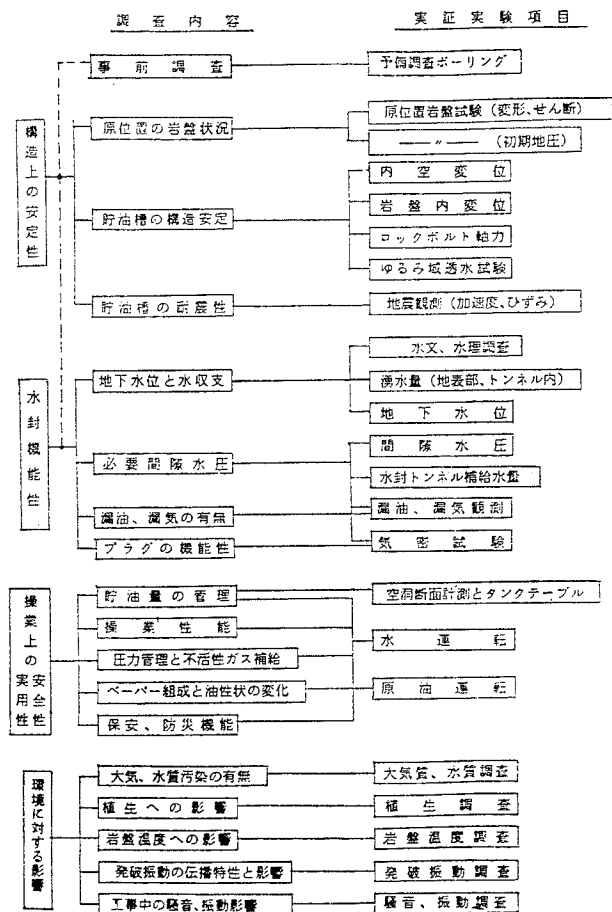 調査内容
実証実験項目
構造上の安定性
事前調査
予備調査ボーリング
原位置の岩盤状況
原位置岩盤試験(変形、せん断)
〃 (初期地圧)
貯油槽の構造安定
内空変位
岩盤内変位
コックボルト軸力
ゆるみ域透水試験
貯油槽の耐震性
地震観測(加速度、ひずみ)
水封機能性
地下水位と水収支
水文、水理調査
湧水量(地表部、トンネル内)
地下水位
必要間隙水圧
間隙水圧
水封トンネル補給水量
漏油、漏気の有無
漏油、漏気観測
プラグの機能性
気密試験
操業上の
実用性
安全性
貯油量の管理
空洞断面計測とタンクテーブル
操業性能
水運転
圧力管理と不活性ガス補給
ベーパー組成と油性状の変化
原油運転
保安、防災機能
環境に対する影響
大気、水質汚染の有無
大気管、水質調査
植生への影響
植生調査
岩盤温度への影響
岩盤温度調査
発破振動の伝播特性と影響
発破振動調査
工事中の騒音、振動影響
騒音、振動調査